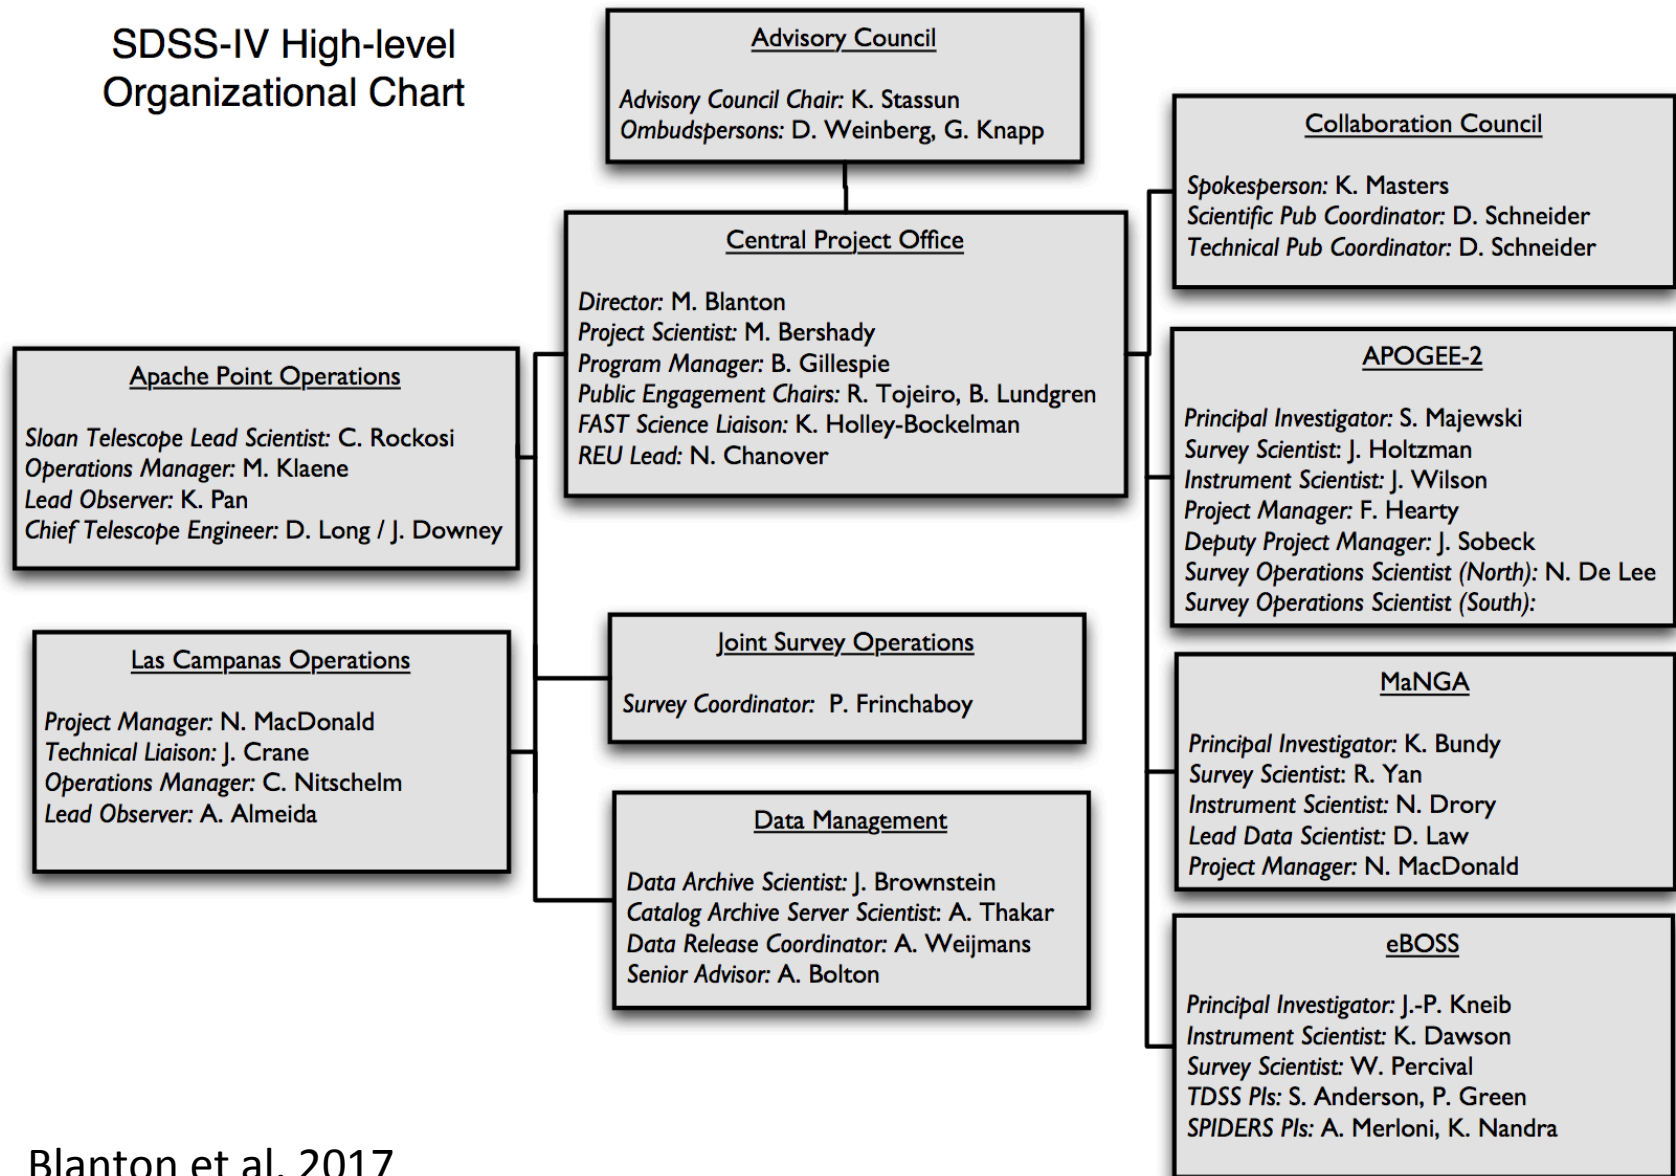 SDSS-IV High-level
Organizational Chart
Advisory Council
Advisory Council Chair: K. Stassun
Ombudspersons: D. Weinberg, G. Knapp
Central Project Office
Director: M. Blanton
Project Scientist: M. Bershady
Program Manager: B. Gillespie
Public Engagement Chairs: R. Tojeiro, B. Lundgren
FAST Science Liaison: K. Holley-Bockelman
REU Lead: N. Chanover
Collaboration Council
Spokesperson: K. Masters
Scientific Pub Coordinator: D. Schneider
Technical Pub Coordinator: D. Schneider
Apache Point Operations
Sloan Telescope Lead Scientist: C. Rockosi
Operations Manager: M. Klaene
Lead Observer: K. Pan
Chief Telescope Engineer: D. Long / J. Downey
APOGEE-2
Principal Investigator: S. Majewski
Survey Scientist: J. Holtzman
Instrument Scientist: J. Wilson
Project Manager: F. Hearty
Deputy Project Manager: J. Sobeck
Survey Operations Scientist (North): N. De Lee
Survey Operations Scientist (South):
Las Campanas Operations
Project Manager: N. MacDonald
Technical Liaison: J. Crane
Operations Manager: C. Nitschelm
Lead Observer: A. Almeida
Joint Survey Operations
Survey Coordinator: P. Frinchaboy
MaNGA
Principal Investigator: K. Bundy
Survey Scientist: R. Yan
Instrument Scientist: N. Drory
Lead Data Scientist: D. Law
Project Manager: N. MacDonald
Data Management
Data Archive Scientist: J. Brownstein
Catalog Archive Server Scientist: A. Thakar
Data Release Coordinator: A. Weijmans
Senior Advisor: A. Bolton
eBOSS
Principal Investigator: J.-P. Kneib
Instrument Scientist: K. Dawson
Survey Scientist: W. Percival
TDSS PIs: S. Anderson, P. Green
SPIDERS PIs: A. Merloni, K. Nandra
Blanton et al. 2017